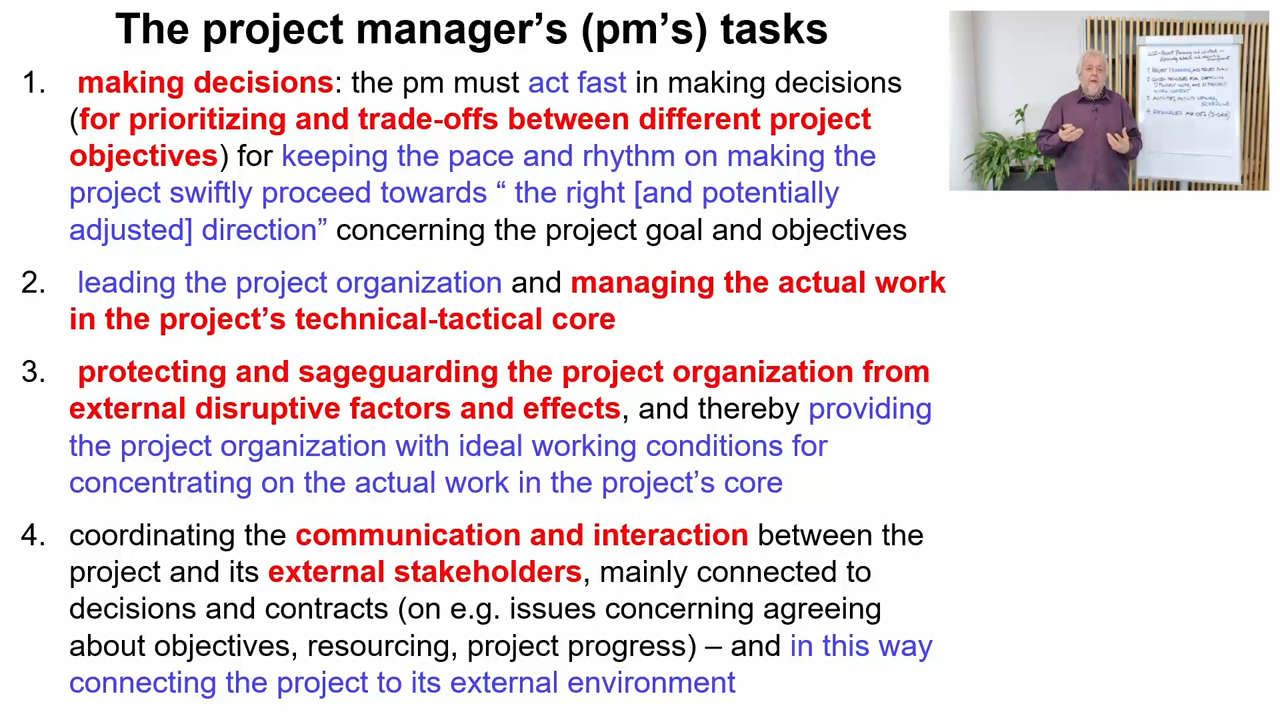 The project manager’s (pm’s) tasks
1. making decisions: the pm must act fast in making decisions
(for prioritizing and trade-offs between different project
objectives) for keeping the pace and rhythm on making the
project swiftly proceed towards “ the right [and potentially
adjusted] direction” concerning the project goal and objectives
2. leading the project organization and managing the actual work
in the project’s technical-tactical core
3. protecting and sageguarding the project organization from
external disruptive factors and effects, and thereby providing
the project organization with ideal working conditions for
concentrating on the actual work in the project’s core
4. coordinating the communication and interaction between the
project and its external stakeholders, mainly connected to
decisions and contracts (on e.g. issues concerning agreeing
about objectives, resourcing, project progress) – and in this way
connecting the project to its external environment